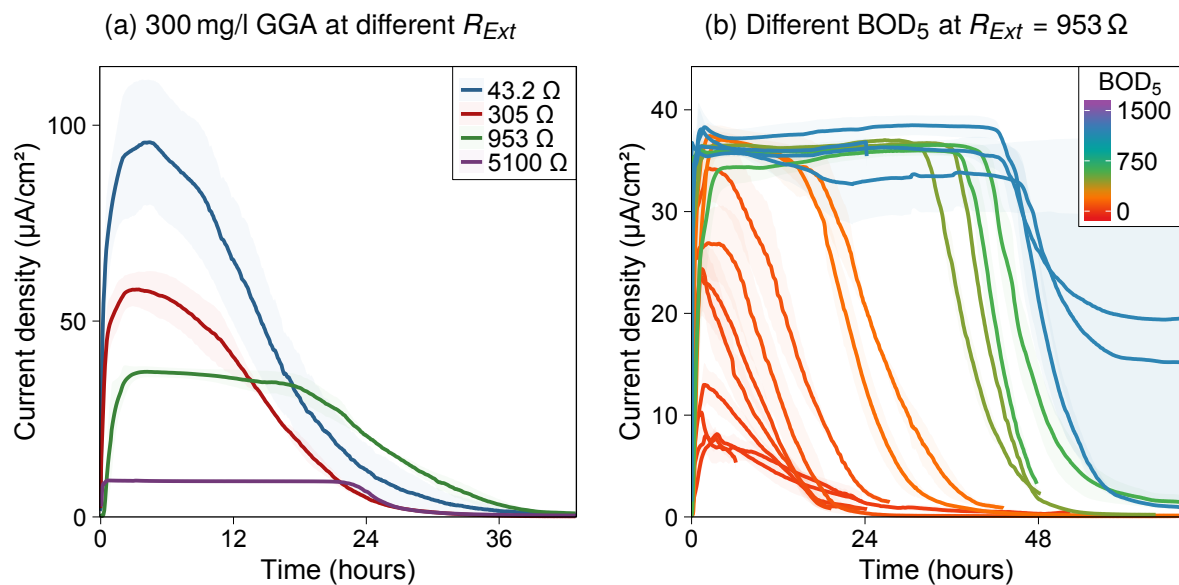 (a) 300 mg/l GGA at different R_Ext
Current density (µA/cm²)
100
50
0
0 12 24 36
Time (hours)
43.2 Ω
305 Ω
953 Ω
5100 Ω
(b) Different BOD₅ at R_Ext = 953 Ω
Current density (µA/cm²)
40
30
20
10
0
0 24 48
Time (hours)
BOD₅
1500
750
0